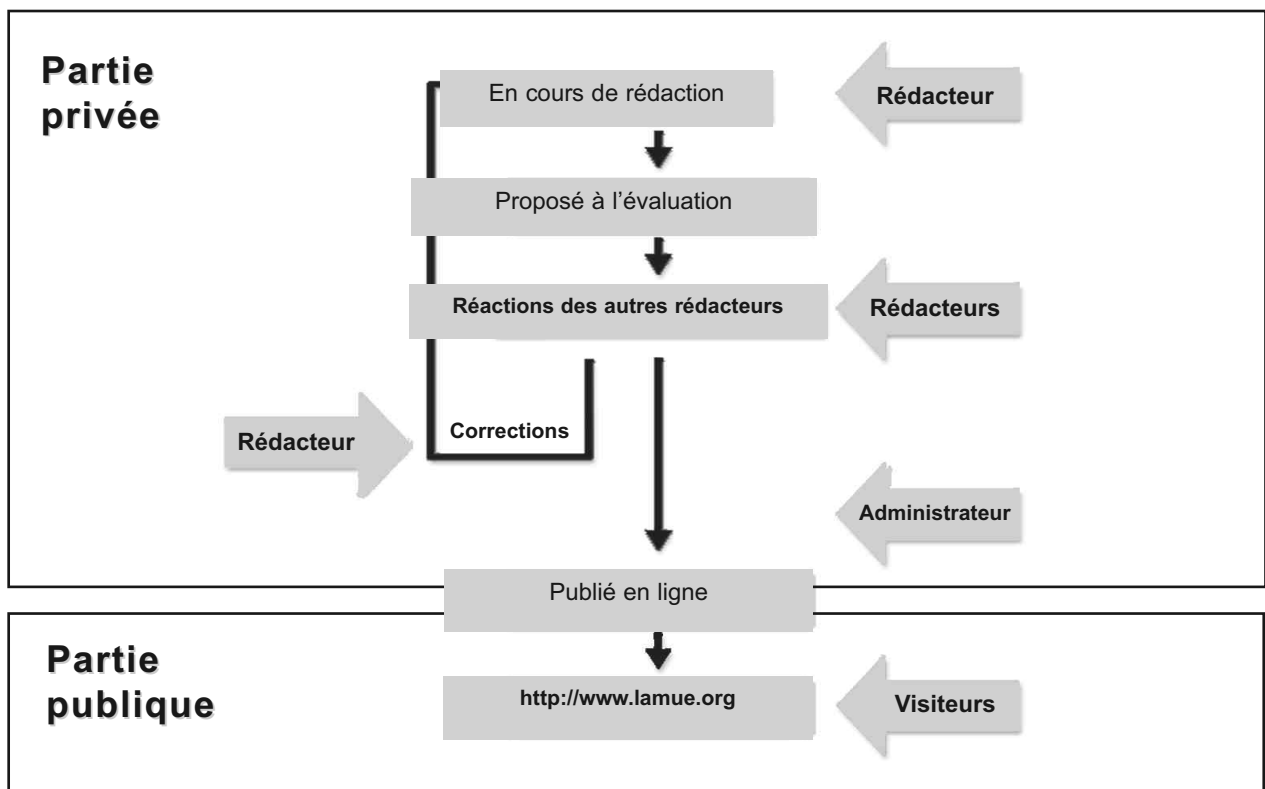 Partie
privée
En cours de rédaction
Rédacteur
Proposé à l’évaluation
Réactions des autres rédacteurs
Rédacteurs
Rédacteur
Corrections
Administrateur
Publié en ligne
Partie
publique
http://www.lamue.org
Visiteurs